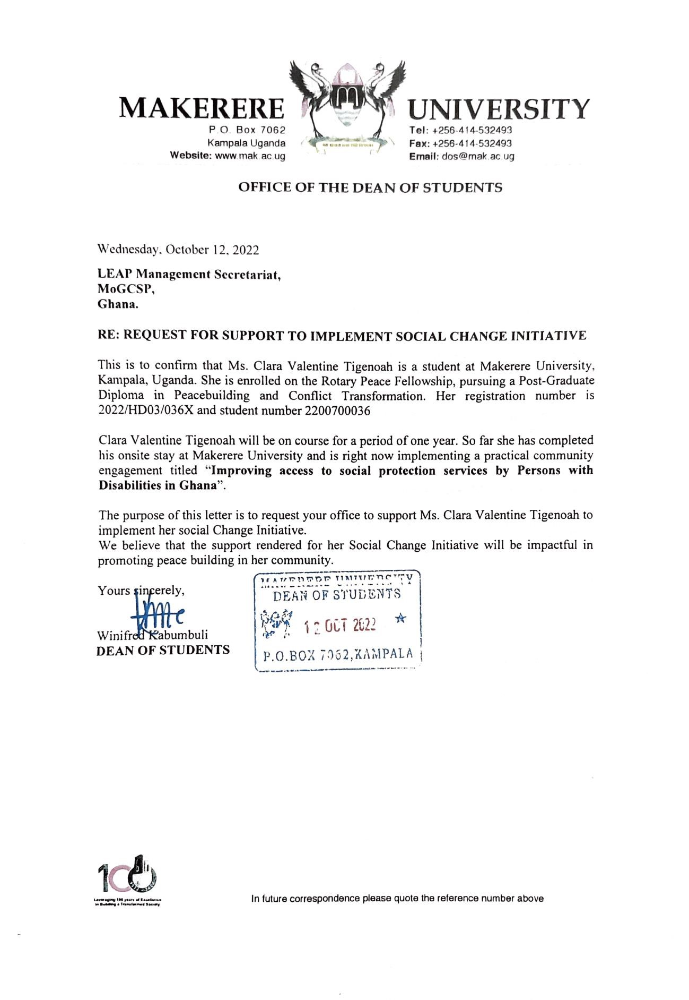 MAKERERE UNIVERSITY
P.O. Box 7062
Kampala Uganda
Website: www.mak.ac.ug
Tel: +256-414-532493
Fax: +256-414-532493
Email: dos@mak.ac.ug
OFFICE OF THE DEAN OF STUDENTS
Wednesday, October 12, 2022
LEAP Management Secretariat,
MoGCSP,
Ghana.
RE: REQUEST FOR SUPPORT TO IMPLEMENT SOCIAL CHANGE INITIATIVE
This is to confirm that Ms. Clara Valentine Tigenoah is a student at Makerere University,
Kampala, Uganda. She is enrolled on the Rotary Peace Fellowship, pursuing a Post-Graduate
Diploma in Peacebuilding and Conflict Transformation. Her registration number is
2022/HD03/036X and student number 2200700036
Clara Valentine Tigenoah will be on course for a period of one year. So far she has completed
his onsite stay at Makerere University and is right now implementing a practical community
engagement titled “Improving access to social protection services by Persons with
Disabilities in Ghana”.
The purpose of this letter is to request your office to support Ms. Clara Valentine Tigenoah to
implement her social Change Initiative.
We believe that the support rendered for her Social Change Initiative will be impactful in
promoting peace building in her community.
Yours sincerely,
Winifred Kabumbuli
DEAN OF STUDENTS
MAKERERE UNIVERSITY
DEAN OF STUDENTS
12 OCT 2022
P.O.BOX 7062, KAMPALA
100
Leveraging 100 years of Excellence
in Building a Transformed Society
In future correspondence please quote the reference number above